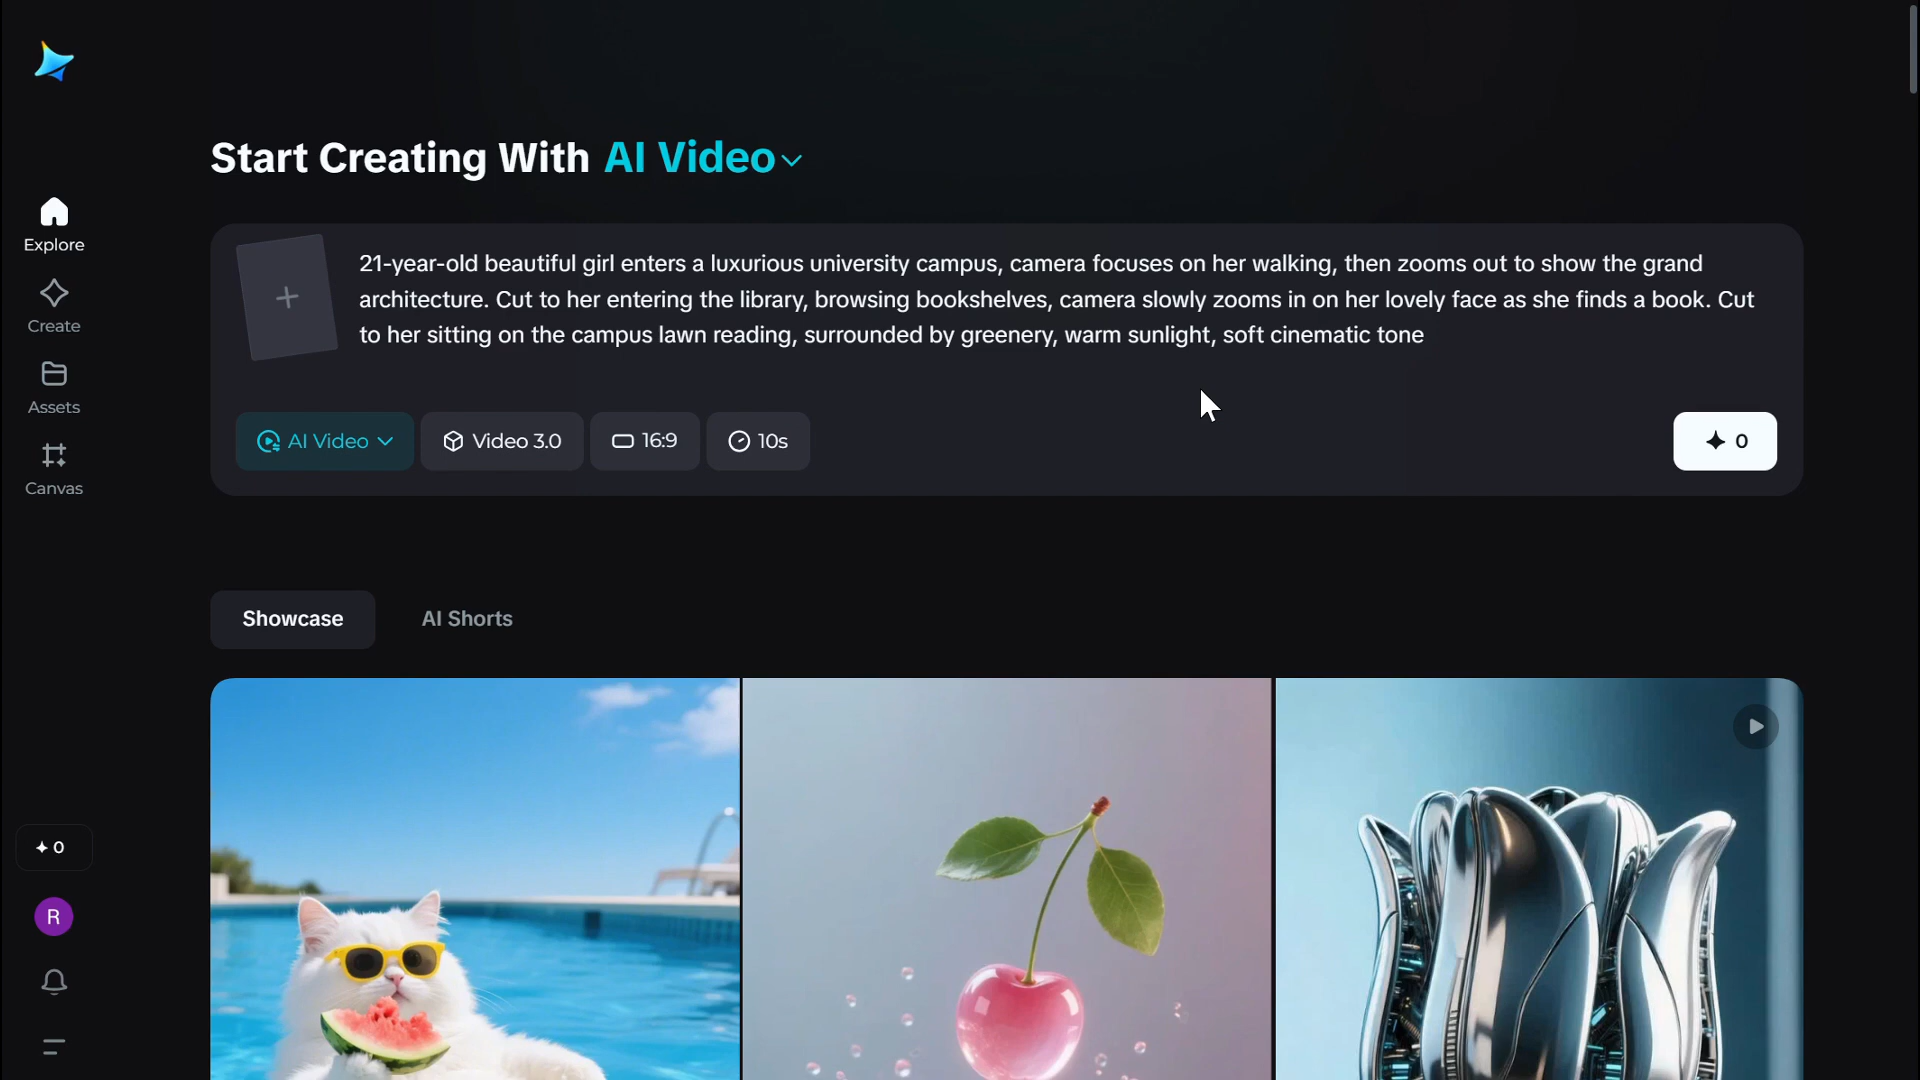 Start Creating With AI Video
Explore
Create
Assets
Canvas
21-year-old beautiful girl enters a luxurious university campus, camera focuses on her walking, then zooms out to show the grand
architecture. Cut to her entering the library, browsing bookshelves, camera slowly zooms in on her lovely face as she finds a book. Cut
to her sitting on the campus lawn reading, surrounded by greenery, warm sunlight, soft cinematic tone
AI Video
Video 3.0
16:9
10s
0
Showcase
AI Shorts
0
R